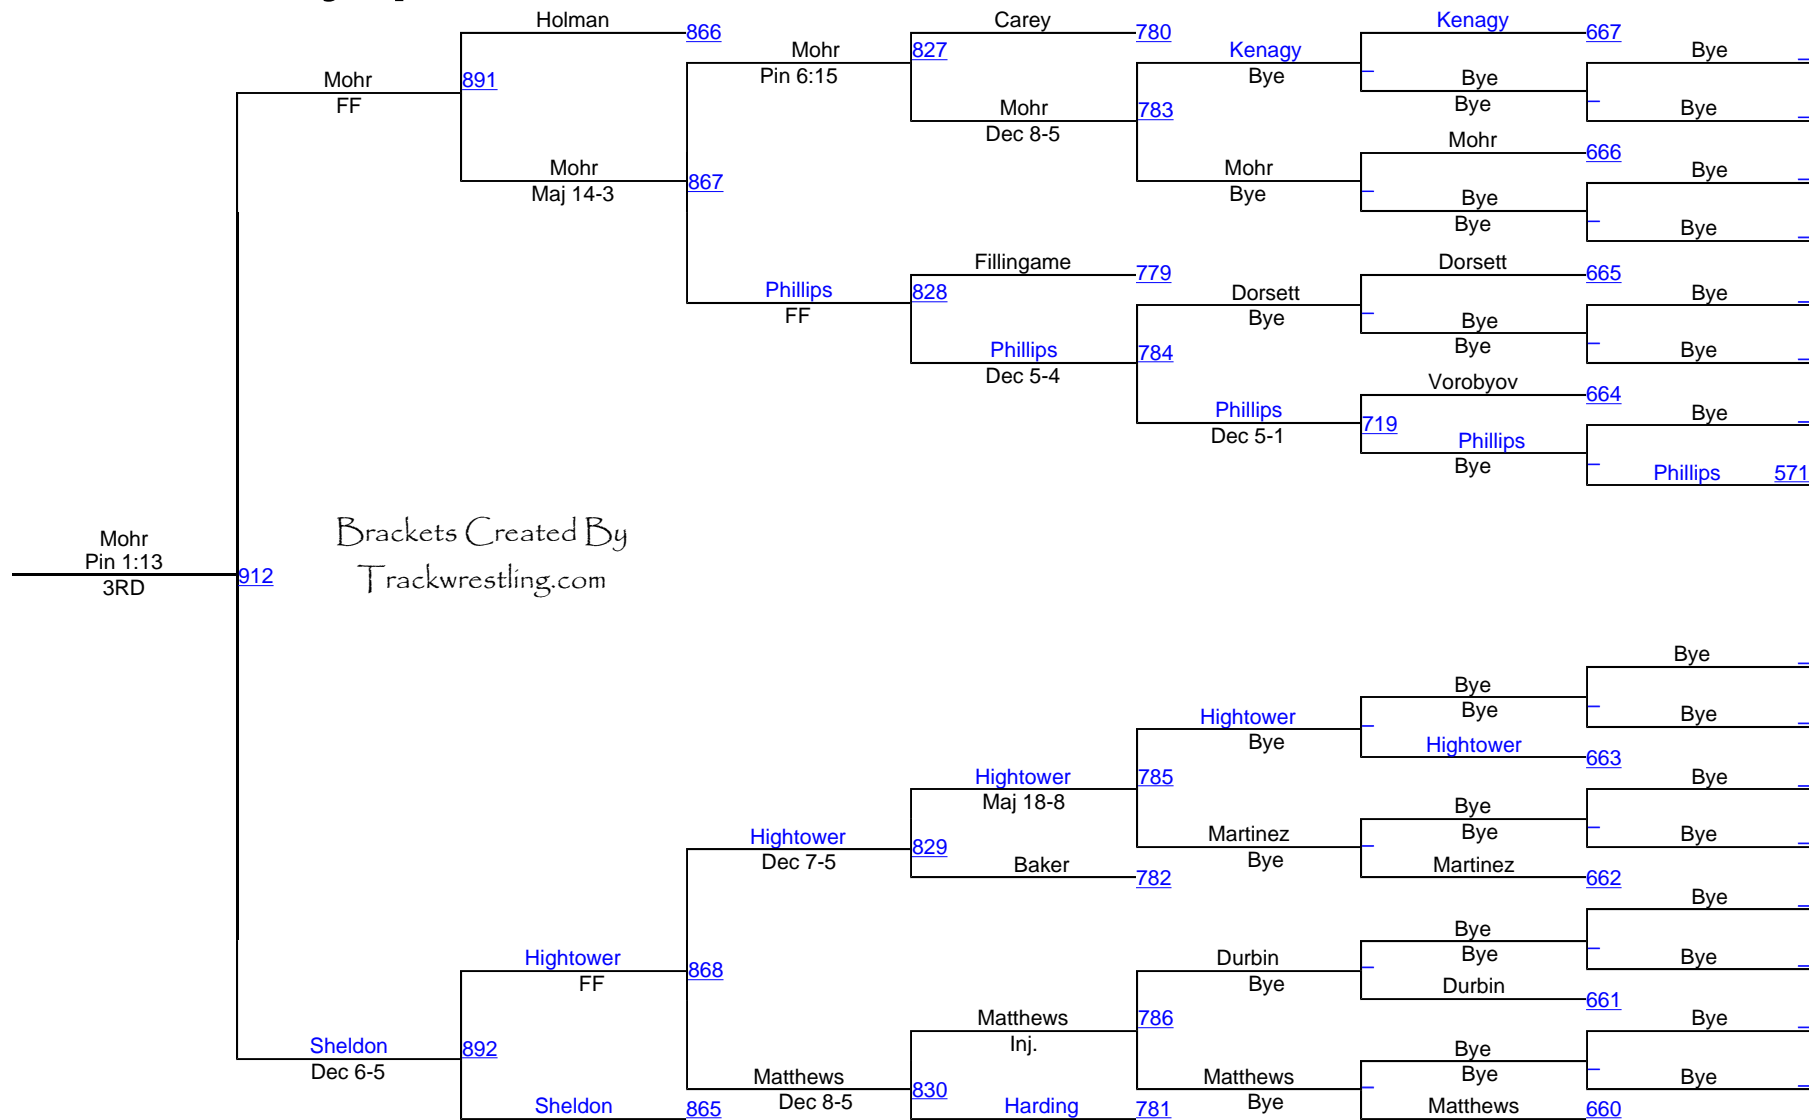 Holman
866
Carey
780
Kenagy
667
Mohr
Pin 6:15
827
Kenagy
Bye
Bye
Mohr
FF
891
Bye
Bye
Mohr
Dec 8-5
783
Bye
Mohr
666
Mohr
Maj 14-3
867
Mohr
Bye
Bye
Bye
Bye
Bye
Fillingame
779
Dorsett
665
Phillips
FF
828
Dorsett
Bye
Bye
Bye
Bye
Phillips
Dec 5-4
784
Bye
Vorobyov
664
Phillips
Dec 5-1
719
Bye
Phillips
Bye
Phillips
571
Brackets Created By
Trackwrestling.com
Mohr
Pin 1:13
3RD
912
Bye
Bye
Bye
Hightower
Bye
Bye
Hightower
663
Hightower
Maj 18-8
785
Bye
Bye
Bye
Hightower
Dec 7-5
829
Martinez
Bye
Bye
Baker
782
Martinez
662
Bye
Bye
Bye
Hightower
FF
868
Durbin
Bye
Bye
Durbin
661
Matthews
Inj.
786
Bye
Sheldon
Dec 6-5
892
Bye
Bye
Matthews
Dec 8-5
830
Matthews
Bye
Bye
Sheldon
865
Harding
781
Matthews
660